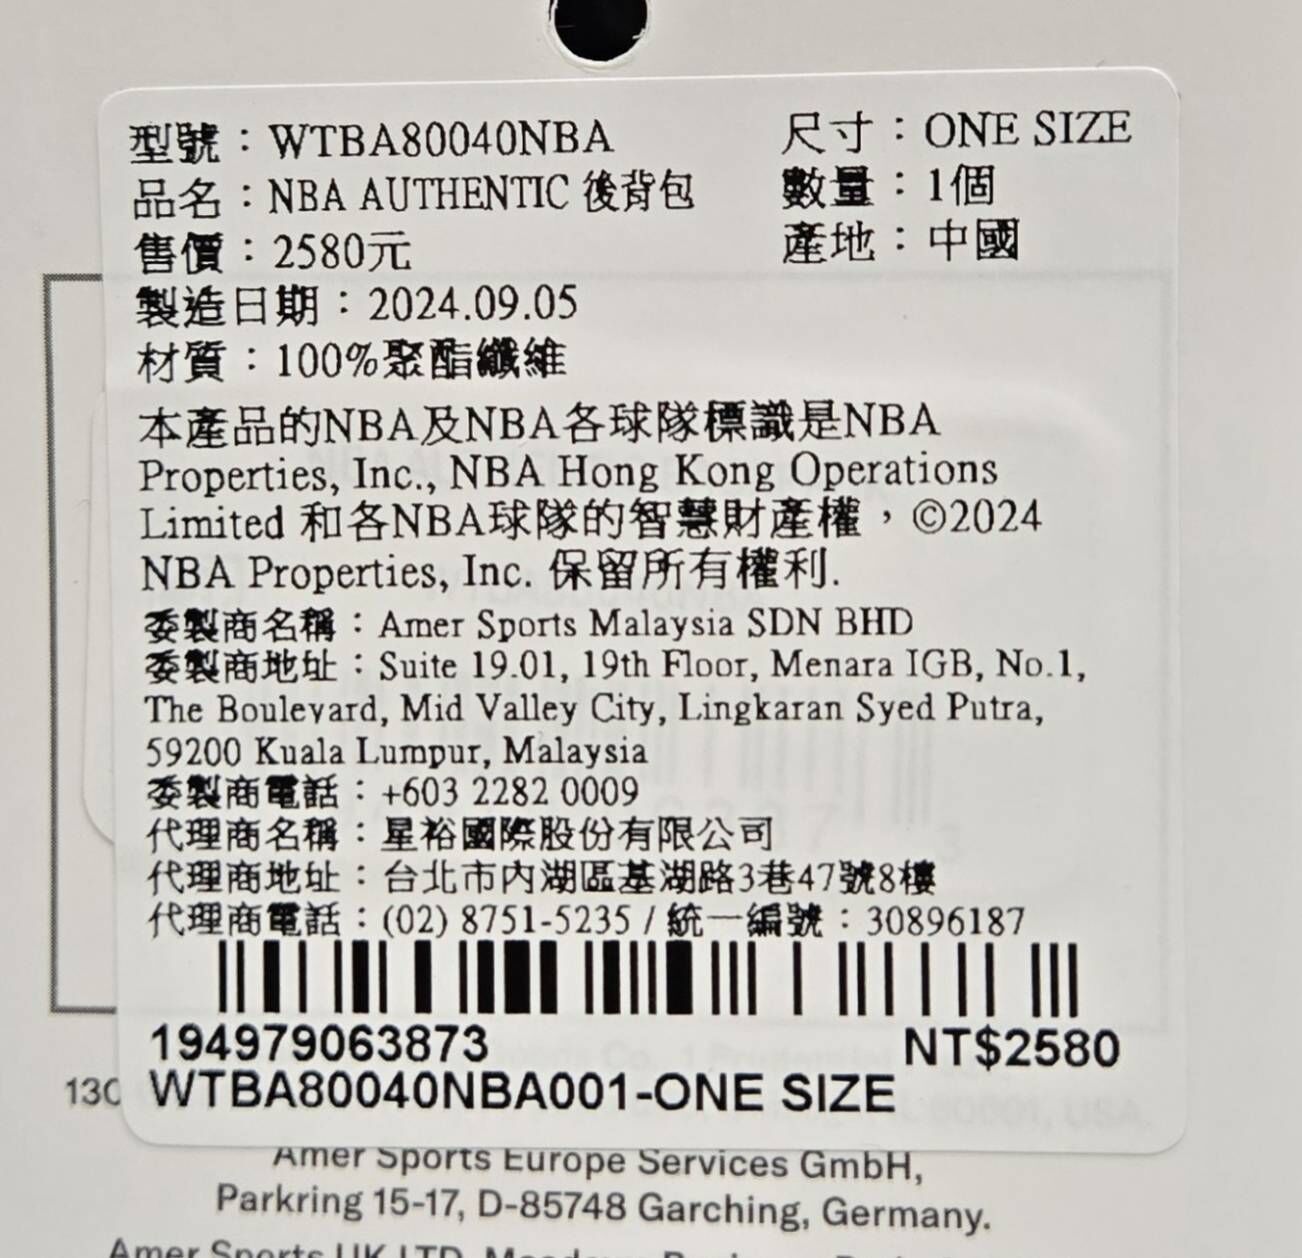 型號：WTBA80040NBA 尺寸：ONE SIZE
品名：NBA AUTHENTIC 後背包 數量：1個
售價：2580元 產地：中國
製造日期：2024.09.05
材質：100%聚酯纖維
本產品的NBA及NBA各球隊標識是NBA
Properties, Inc., NBA Hong Kong Operations
Limited 和各NBA球隊的智慧財產權，©2024
NBA Properties, Inc. 保留所有權利.
委製商名稱：Amer Sports Malaysia SDN BHD
委製商地址：Suite 19.01, 19th Floor, Menara IGB, No.1,
The Boulevard, Mid Valley City, Lingkaran Syed Putra,
59200 Kuala Lumpur, Malaysia
委製商電話：+603 2282 0009
代理商名稱：星裕國際股份有限公司
代理商地址：台北市內湖區基湖路3巷47號8樓
代理商電話：(02) 8751-5235 / 統一編號：30896187
194979063873 NT$2580
130 WTBA80040NBA001-ONE SIZE
Amer Sports Europe Services GmbH,
Parkring 15-17, D-85748 Garching, Germany.
Amer Sports UK LTD